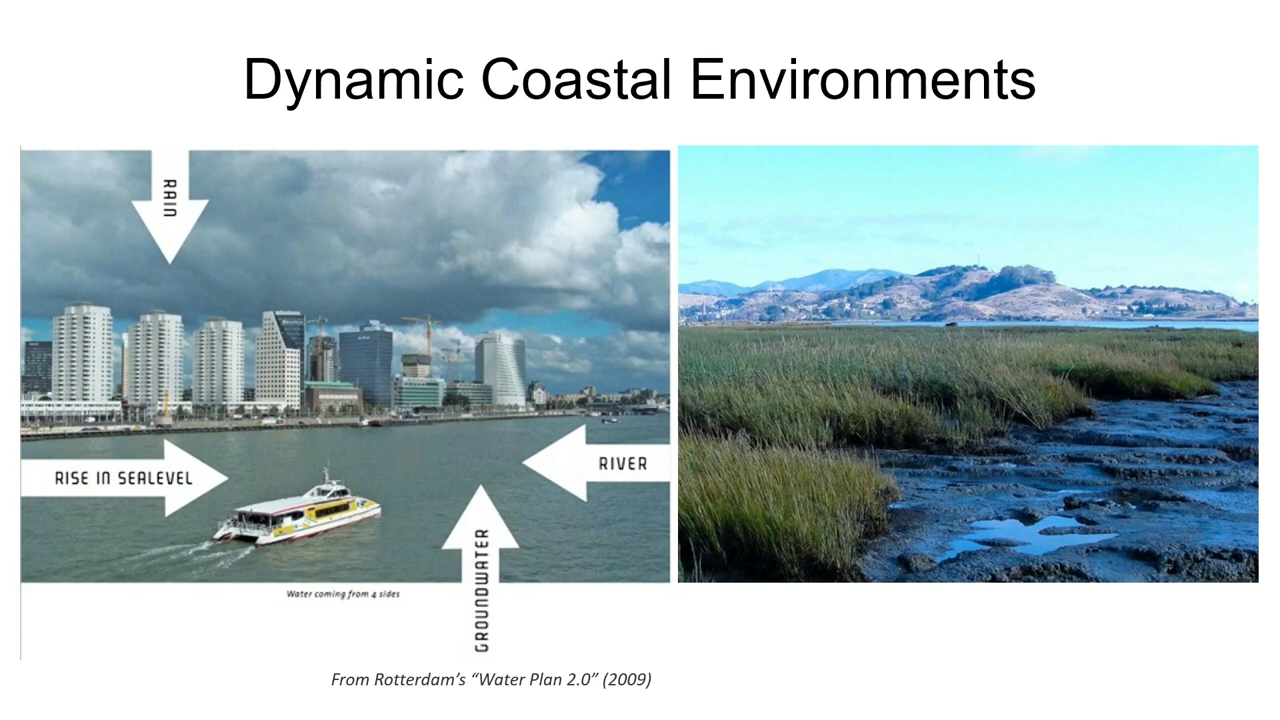 Dynamic Coastal Environments
RAIN
RISE IN SEALEVEL
RIVER
GROUNDWATER
Water coming from 4 sides
From Rotterdam’s “Water Plan 2.0” (2009)